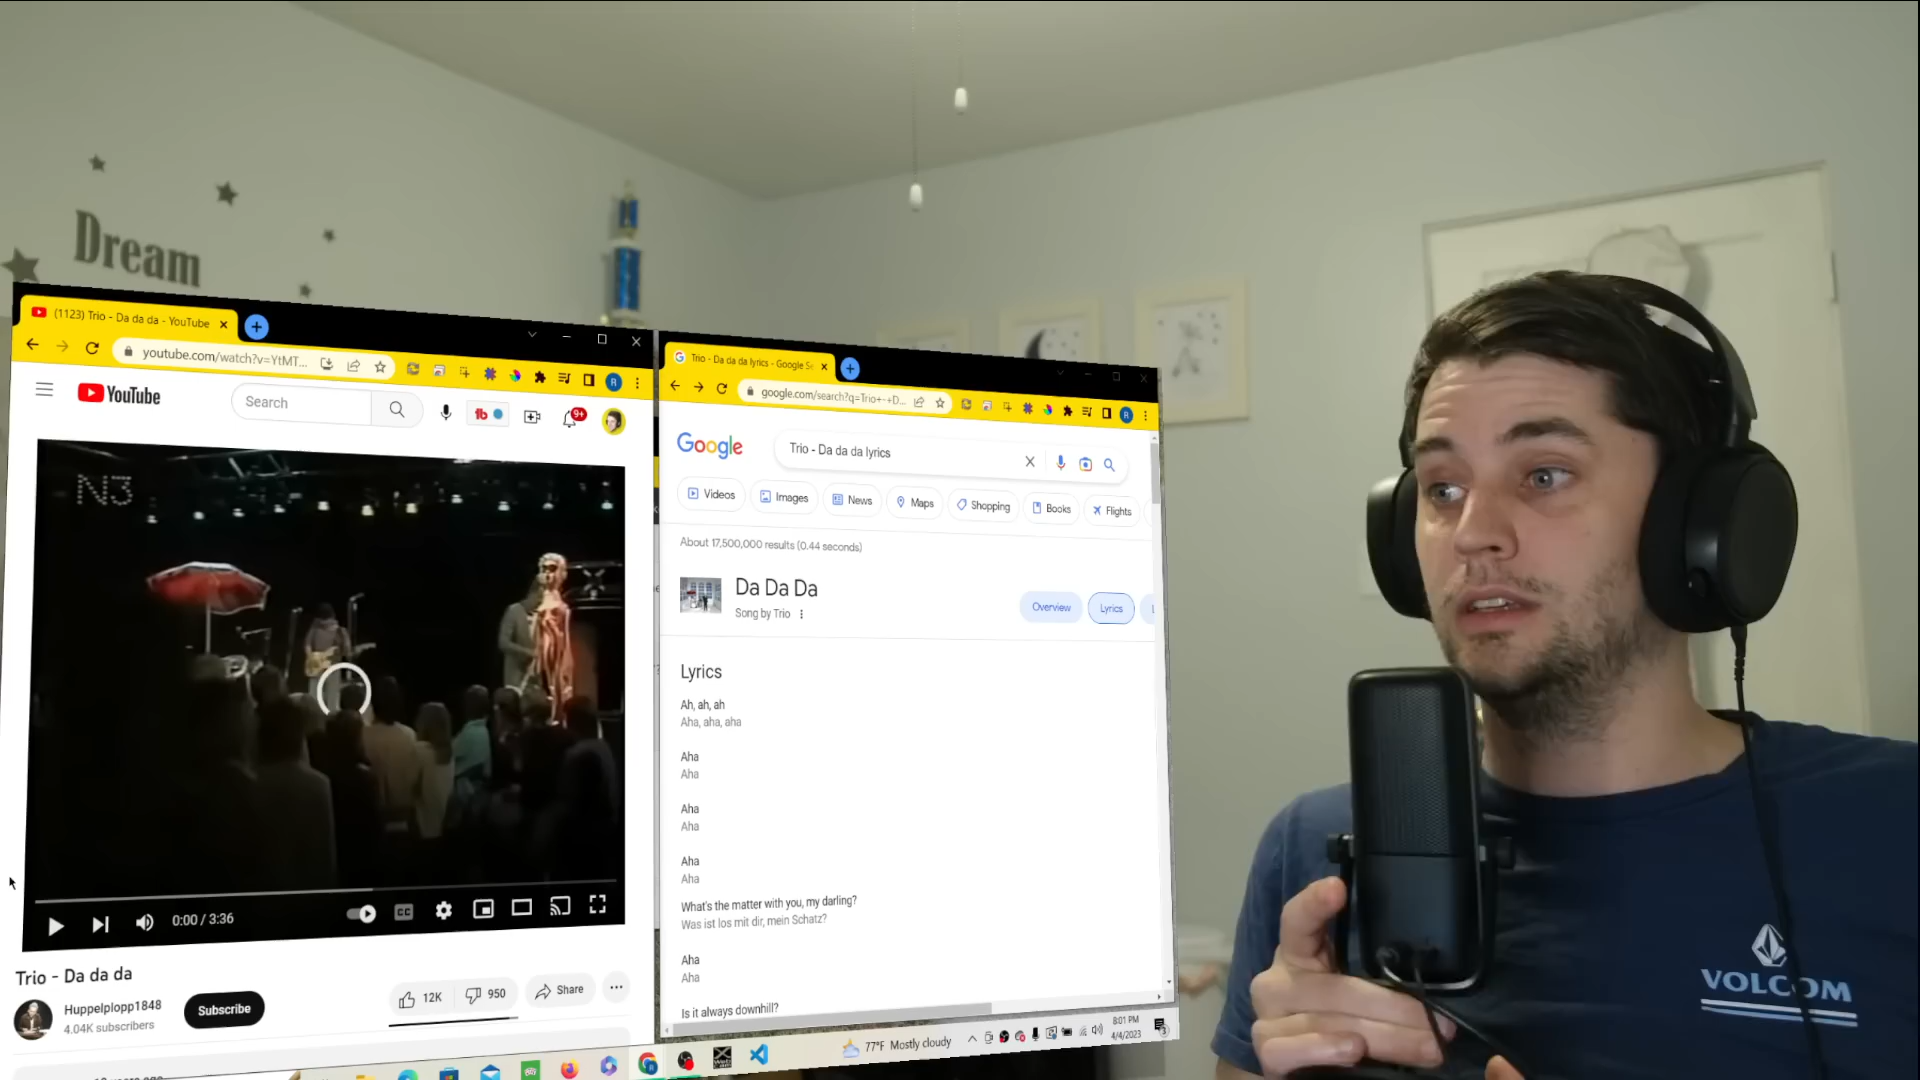 Dream
(1123) Trio - Da da da - YouTube
youtube.com/watch?v=YtMT...
R
YouTube
Search
tb
9+
N3
CC
0:00 / 3:36
Trio - Da da da
Huppelplopp1848
4.04K subscribers
Subscribe
12K
950
Share
Trio - Da da da lyrics - Google Se
google.com/search?q=Trio+-+D...
R
Google
Trio - Da da da lyrics
Videos
Images
News
Maps
Shopping
Books
Flights
About 17,500,000 results (0.44 seconds)
Da Da Da
Song by Trio
Overview
Lyrics
L
Lyrics
Ah, ah, ah
Aha, aha, aha
Aha
Aha
Aha
Aha
Aha
Aha
What's the matter with you, my darling?
Was ist los mit dir, mein Schatz?
Aha
Aha
Is it always downhill?
77°F Mostly cloudy
8:01 PM
4/4/2023
VOLCOM